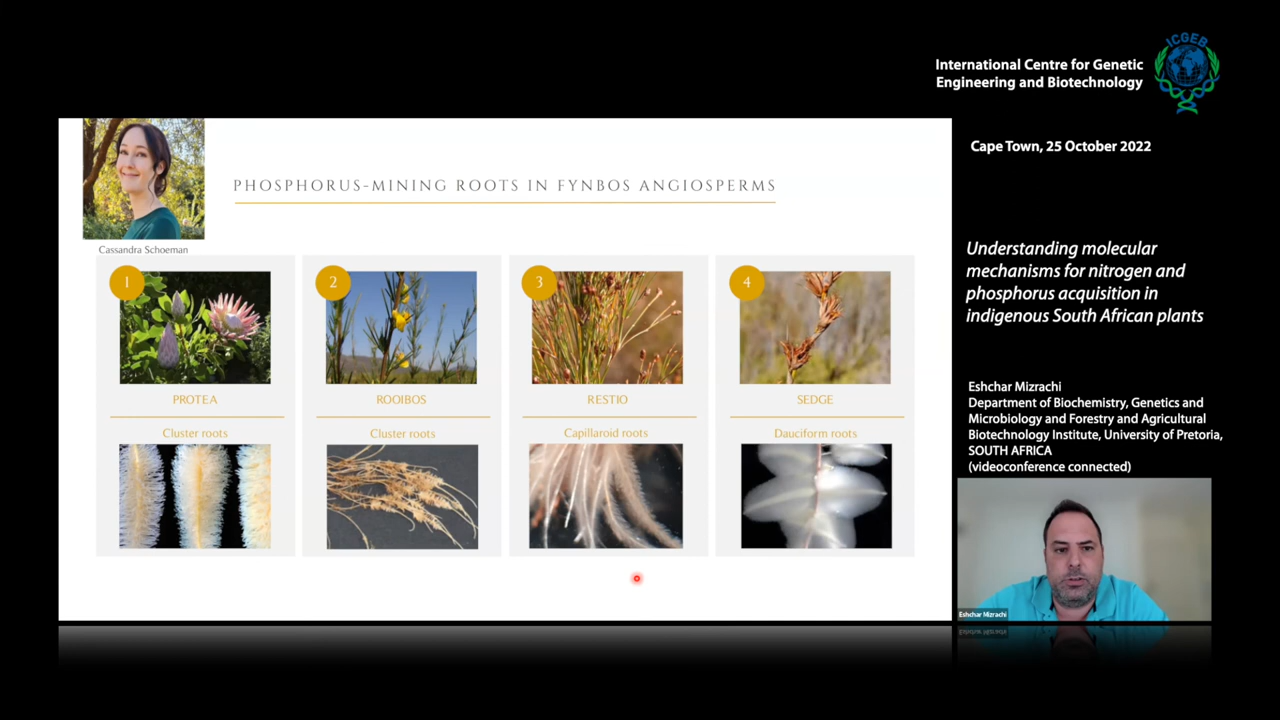 International Centre for Genetic
Engineering and Biotechnology
ICGEB
Cape Town, 25 October 2022
PHOSPHORUS-MINING ROOTS IN FYNBOS ANGIOSPERMS
Cassandra Schoeman
1
PROTEA
Cluster roots
2
ROOIBOS
Cluster roots
3
RESTIO
Capillaroid roots
4
SEDGE
Dauciform roots
Understanding molecular
mechanisms for nitrogen and
phosphorus acquisition in
indigenous South African plants
Eshchar Mizrachi
Department of Biochemistry, Genetics and
Microbiology and Forestry and Agricultural
Biotechnology Institute, University of Pretoria,
SOUTH AFRICA
(videoconference connected)
Eshchar Mizrachi